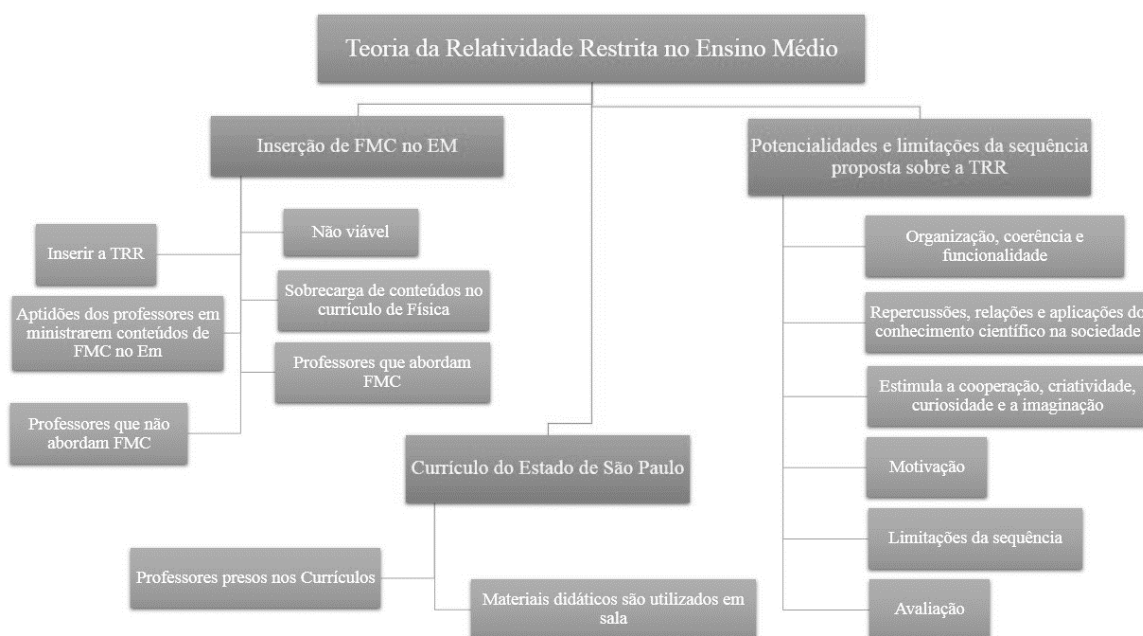 Teoria da Relatividade Restrita no Ensino Médio
Inserção de FMC no EM
Inserir a TRR
Não viável
Aptidões dos professores em
ministrarem conteúdos de
FMC no Em
Sobrecarga de conteúdos no
currículo de Física
Professores que abordam
FMC
Professores que não
abordam FMC
Currículo do Estado de São Paulo
Professores presos nos Currículos
Materiais didáticos são utilizados em
sala
Potencialidades e limitações da sequência
proposta sobre a TRR
Organização, coerência e
funcionalidade
Repercussões, relações e aplicações do
conhecimento científico na sociedade
Estimula a cooperação, criatividade,
curiosidade e a imaginação
Motivação
Limitações da sequência
Avaliação